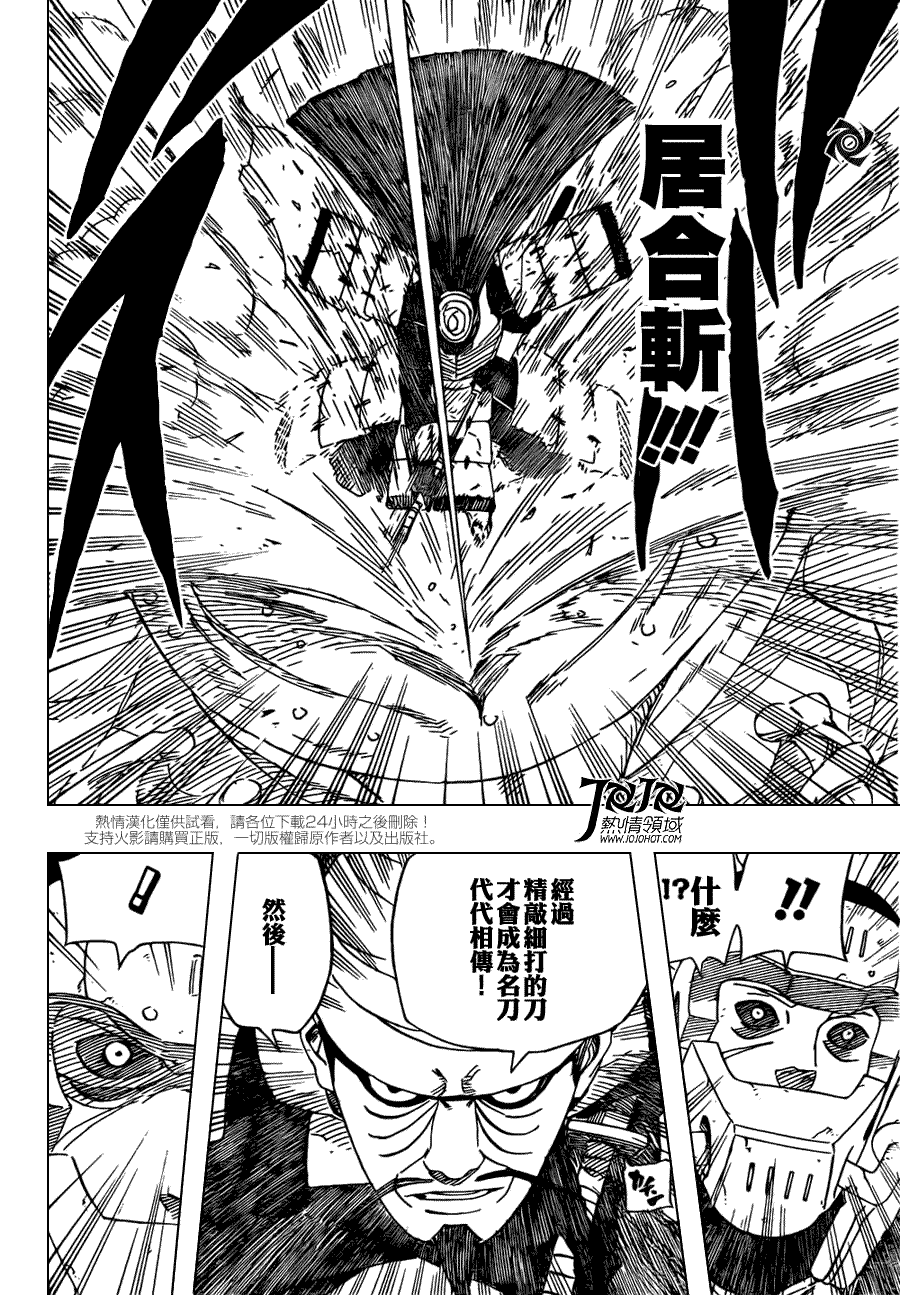 居合斬!!!
JOJO
熱情領域
WWW.JOJOHOT.COM
熱情漢化僅供試看，請各位下載24小時之後刪除！
支持火影請購買正版，一切版權歸原作者以及出版社。
!!
什麼
!?
經過
精敲細打的刀
才會成為名刀
代代相傳！
然後——
!